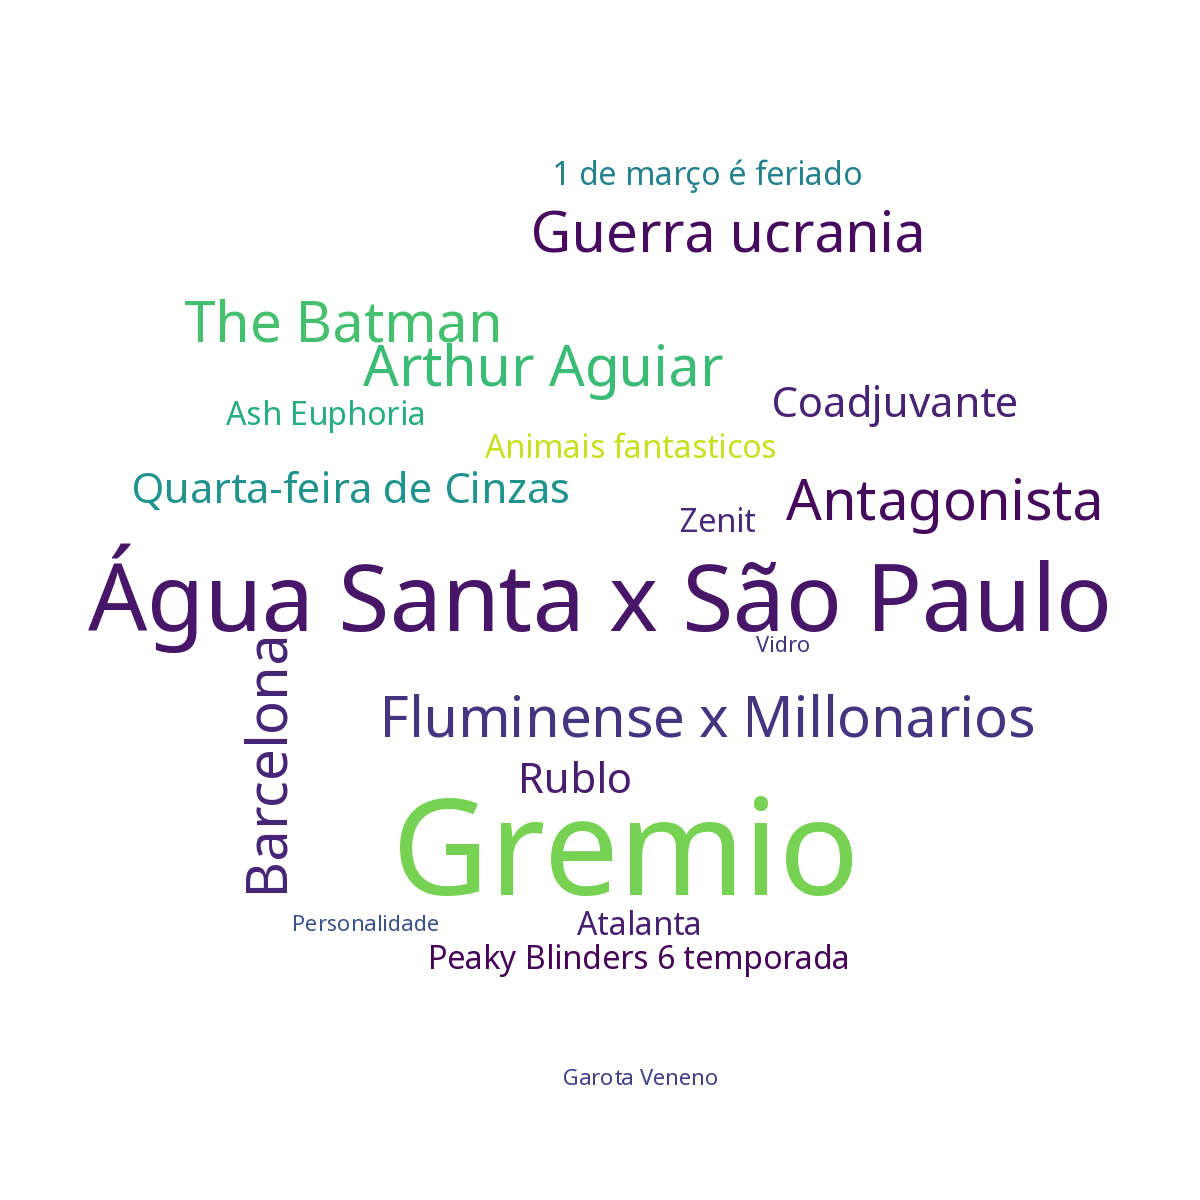 1 de março é feriado
Guerra ucrania
The Batman
Arthur Aguiar
Coadjuvante
Ash Euphoria
Animais fantasticos
Quarta-feira de Cinzas
Antagonista
Zenit
Água Santa x São Paulo
Vidro
Barcelona
Fluminense x Millonarios
Rublo
Gremio
Personalidade
Atalanta
Peaky Blinders 6 temporada
Garota Veneno